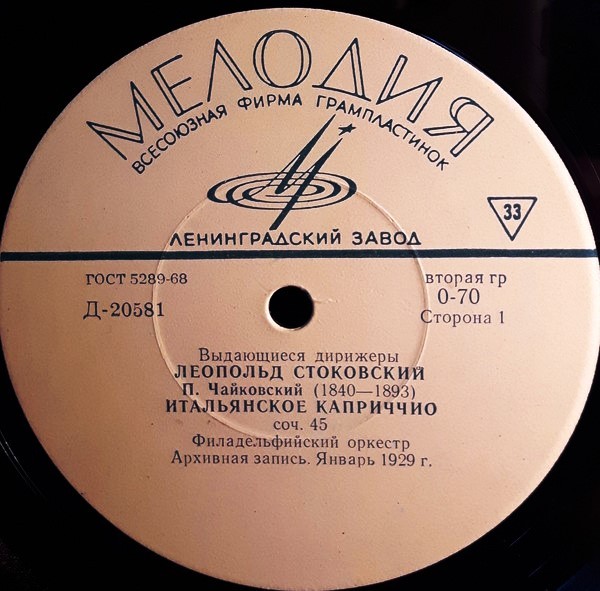 МЕЛОДИЯ
ВСЕСОЮЗНАЯ ФИРМА ГРАМПЛАСТИНОК
33
ЛЕНИНГРАДСКИЙ ЗАВОД
ГОСТ 5289-68
вторая гр
Д-20581
0-70
Сторона 1
Выдающиеся дирижеры
ЛЕОПОЛЬД СТОКОВСКИЙ
П. Чайковский (1840—1893)
ИТАЛЬЯНСКОЕ КАПРИЧЧИО
соч. 45
Филадельфийский оркестр
Архивная запись. Январь 1929 г.